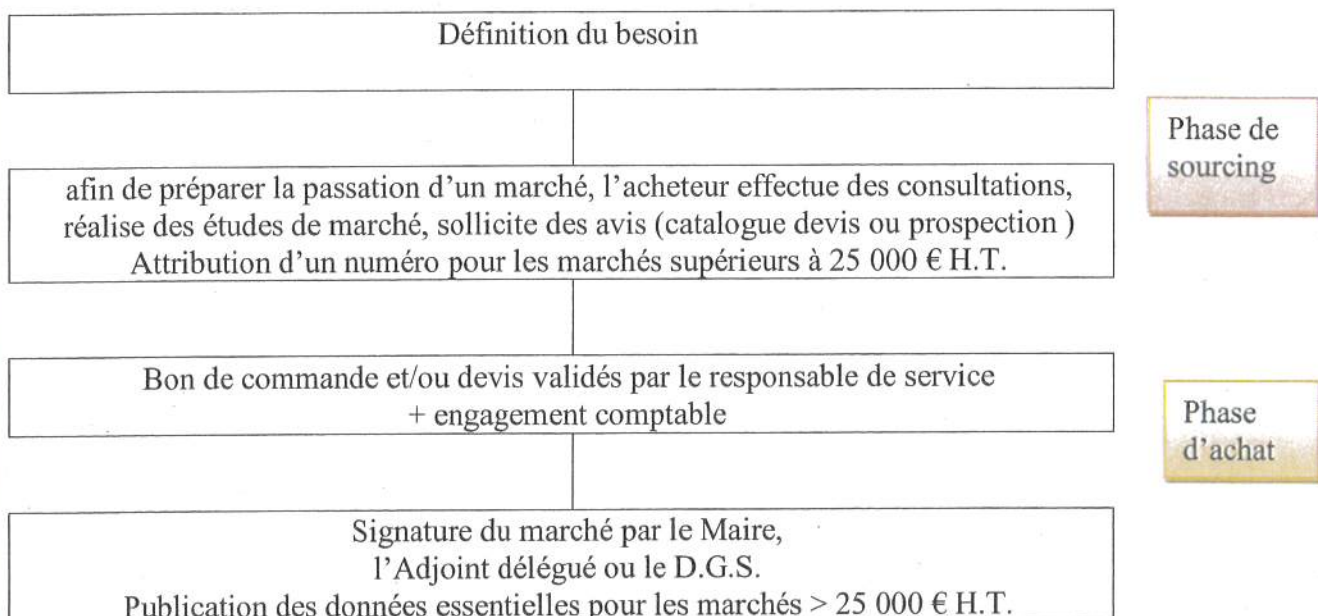 Définition du besoin
Phase de
sourcing
afin de préparer la passation d'un marché, l'acheteur effectue des consultations,
réalise des études de marché, sollicite des avis (catalogue devis ou prospection )
Attribution d'un numéro pour les marchés supérieurs à 25 000 € H.T.
Bon de commande et/ou devis validés par le responsable de service
+ engagement comptable
Phase
d'achat
Signature du marché par le Maire,
l'Adjoint délégué ou le D.G.S.
Publication des données essentielles pour les marchés > 25 000 € H.T.